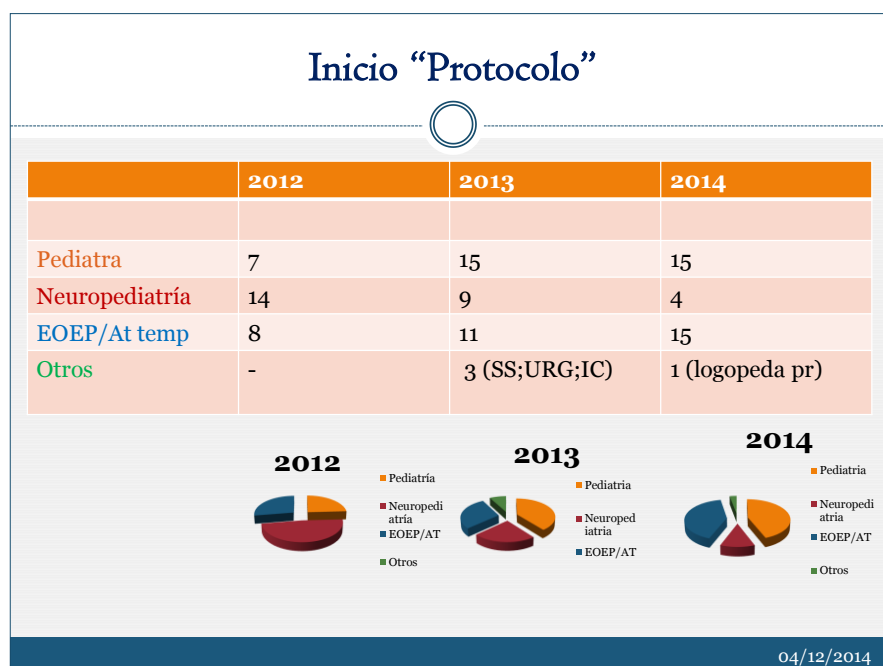 Inicio “Protocolo”
2012 2013 2014
Pediatra 7 15 15
Neuropediatría 14 9 4
EOEP/At temp 8 11 15
Otros - 3 (SS;URG;IC) 1 (logopeda pr)
2012
Pediatría
Neuropedi
atría
EOEP/AT
Otros
2013
Pediatria
Neuroped
iatria
EOEP/AT
2014
Pediatria
Neuropedi
atria
EOEP/AT
Otros
04/12/2014